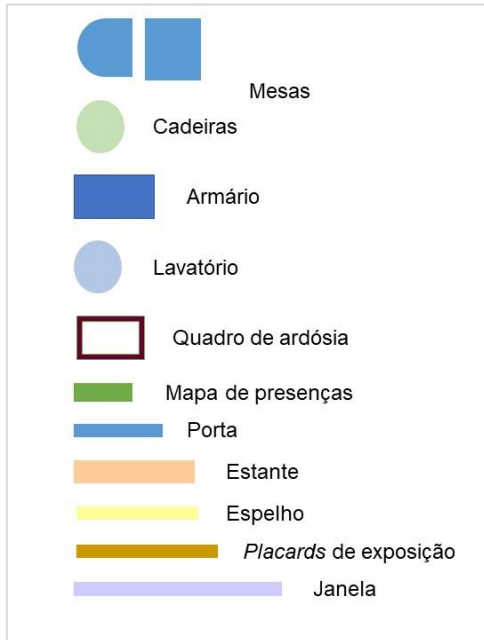 Mesas
Cadeiras
Armário
Lavatório
Quadro de ardósia
Mapa de presenças
Porta
Estante
Espelho
Placards de exposição
Janela